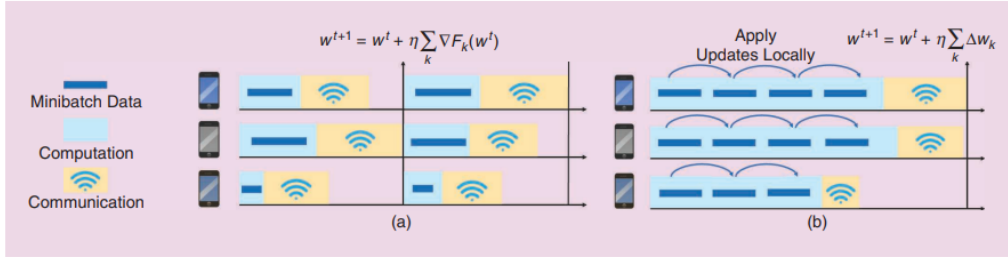 w^{t+1} = w^t + η∑_k ∇F_k(w^t)
Apply
Updates Locally
w^{t+1} = w^t + η∑_k Δw_k
Minibatch Data
Computation
Communication
(a)
(b)